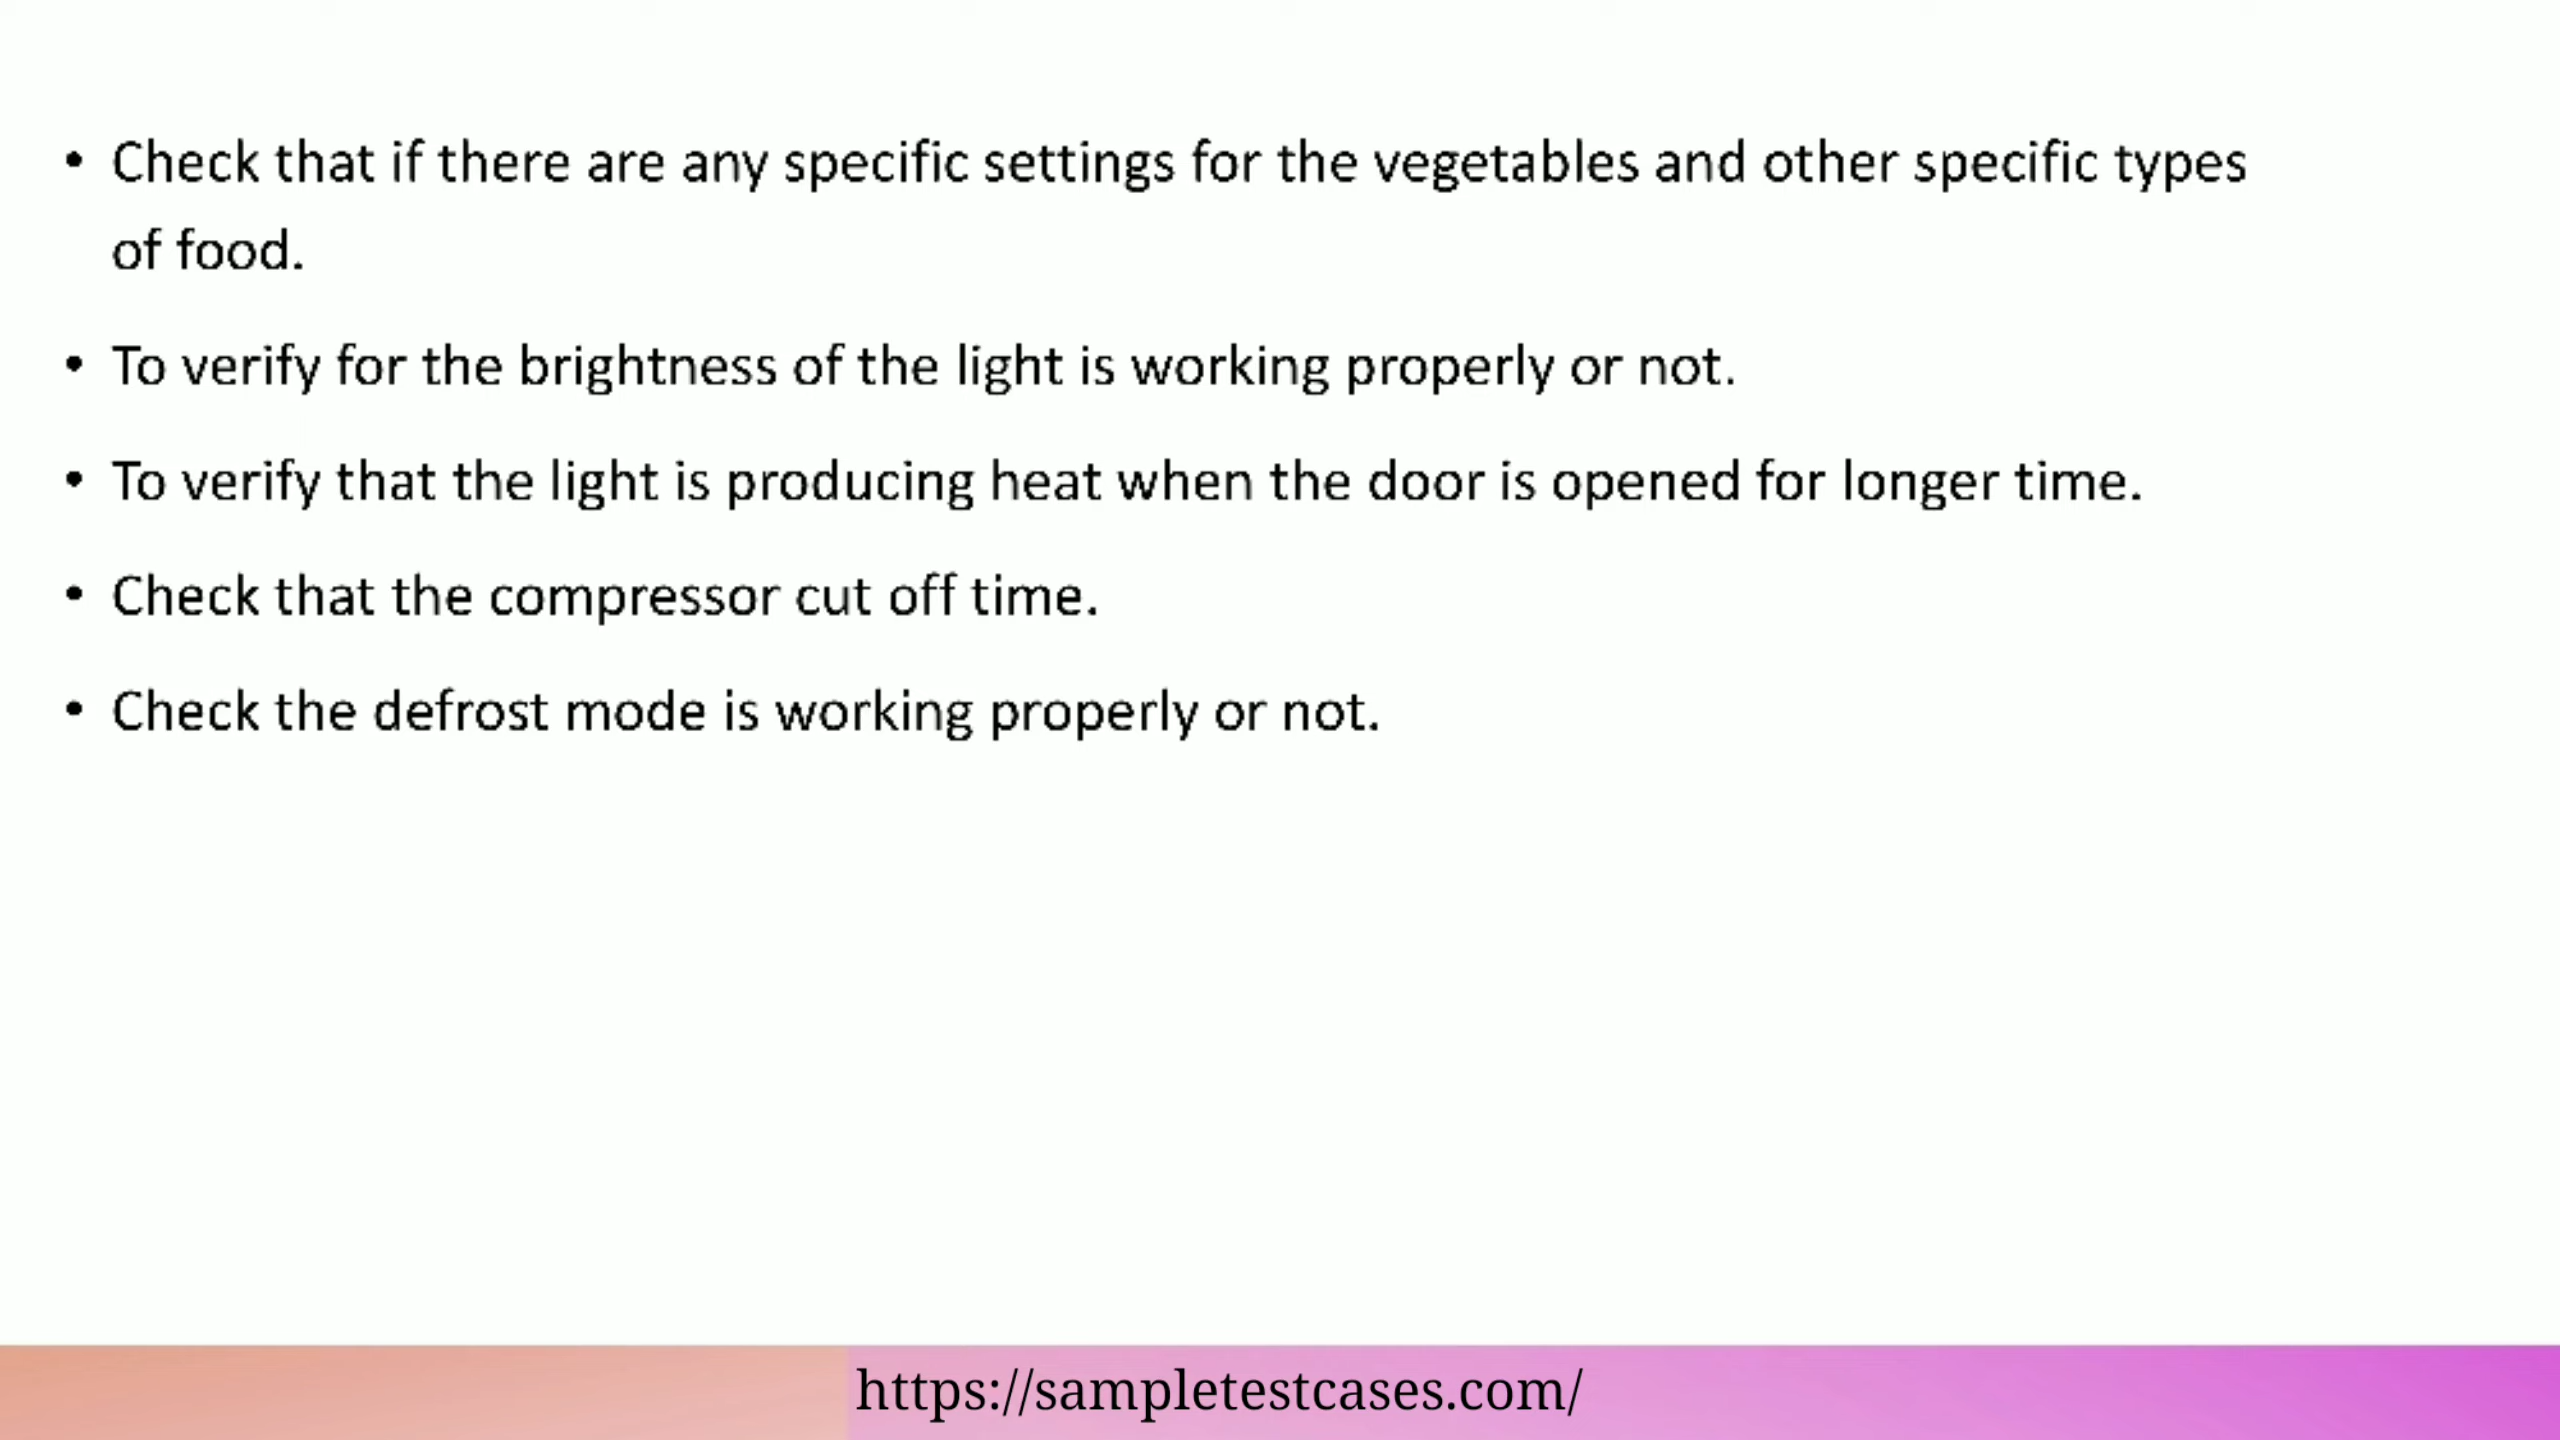 • Check that if there are any specific settings for the vegetables and other specific types
of food.
• To verify for the brightness of the light is working properly or not.
• To verify that the light is producing heat when the door is opened for longer time.
• Check that the compressor cut off time.
• Check the defrost mode is working properly or not.
https://sampletestcases.com/